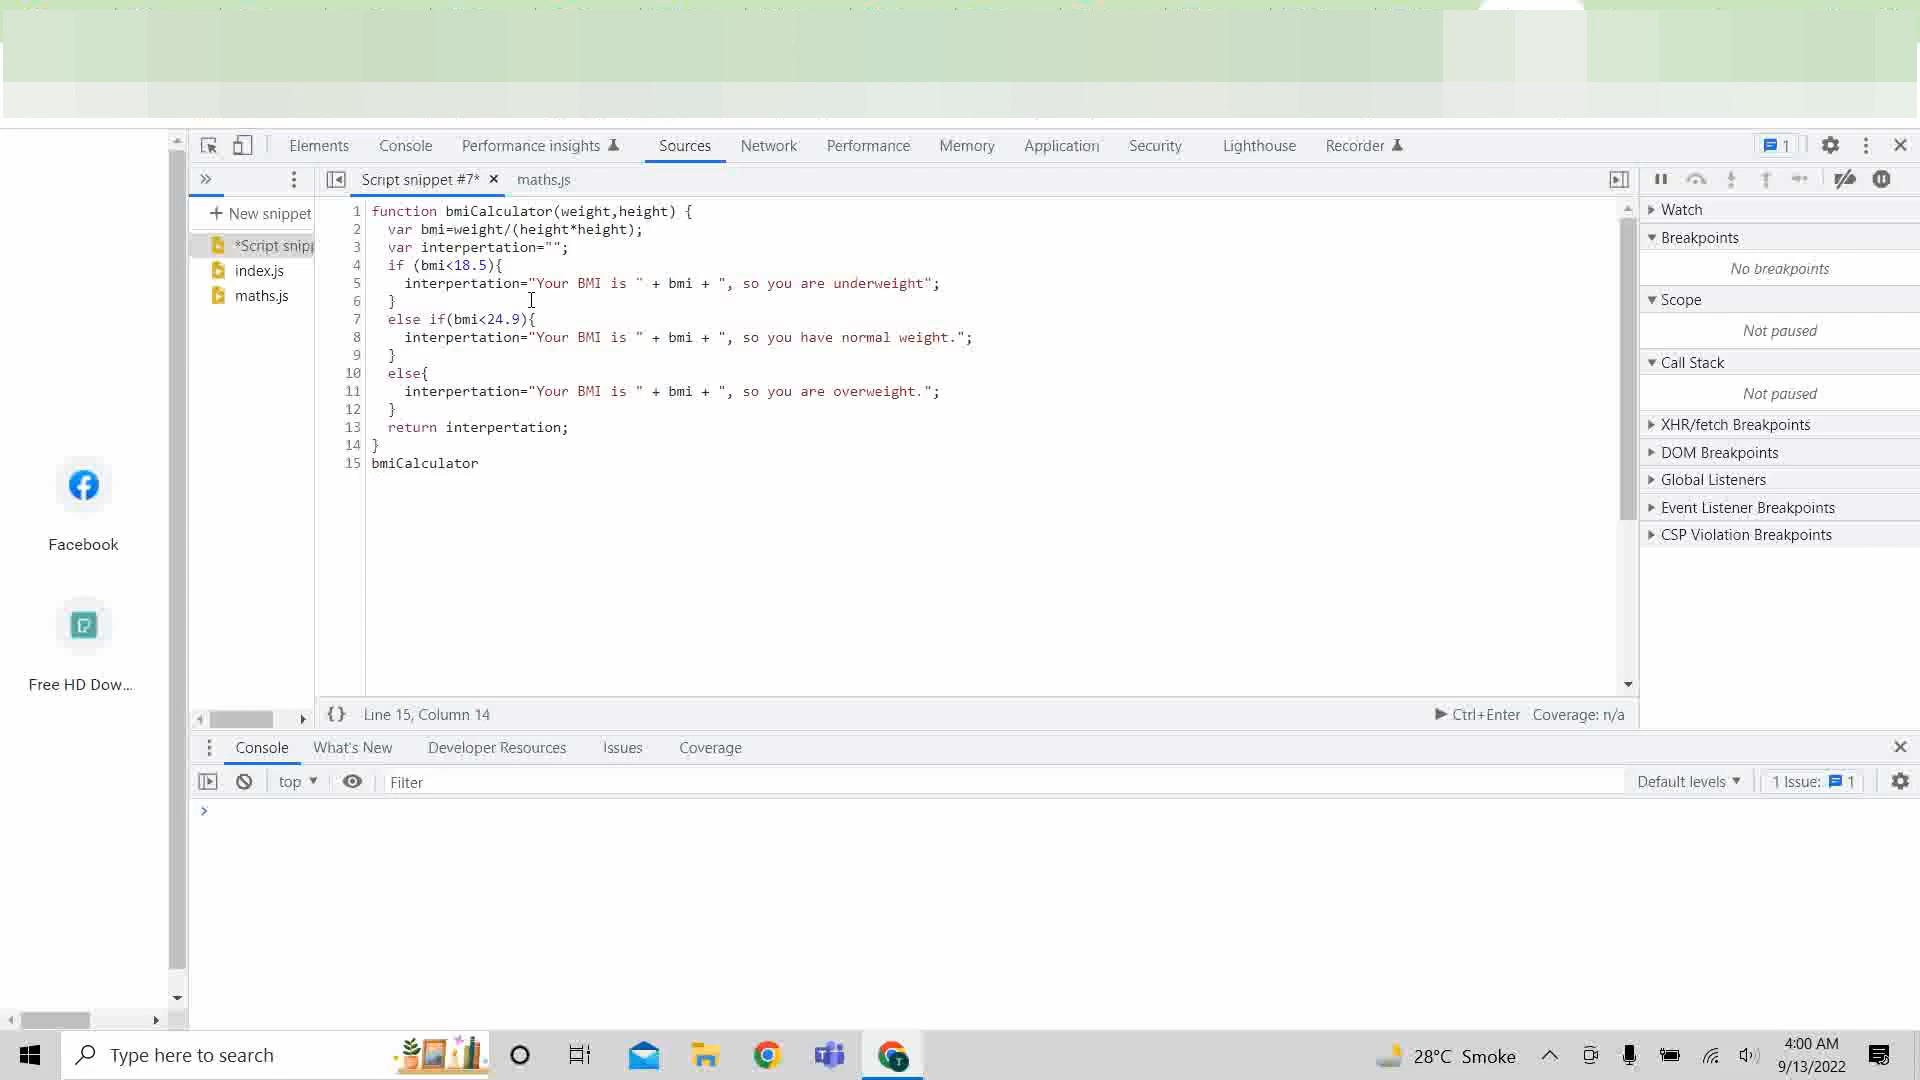 Elements Console Performance insights Sources Network Performance Memory Application Security Lighthouse Recorder 1
Script snippet #7* × maths.js
+ New snippet
*Script snipp
index.js
maths.js
1 function bmiCalculator(weight,height) {
2 var bmi=weight/(height*height);
3 var interpertation="";
4 if (bmi<18.5){
5 interpertation="Your BMI is " + bmi + ", so you are underweight";
6 }
7 else if(bmi<24.9){
8 interpertation="Your BMI is " + bmi + ", so you have normal weight.";
9 }
10 else{
11 interpertation="Your BMI is " + bmi + ", so you are overweight.";
12 }
13 return interpertation;
14 }
15 bmiCalculator
{} Line 15, Column 14 Ctrl+Enter Coverage: n/a
Watch
Breakpoints
No breakpoints
Scope
Not paused
Call Stack
Not paused
XHR/fetch Breakpoints
DOM Breakpoints
Global Listeners
Event Listener Breakpoints
CSP Violation Breakpoints
Facebook
Free HD Dow...
Console What's New Developer Resources Issues Coverage
top Filter Default levels 1 Issue: 1
>
Type here to search
28°C Smoke
4:00 AM
9/13/2022